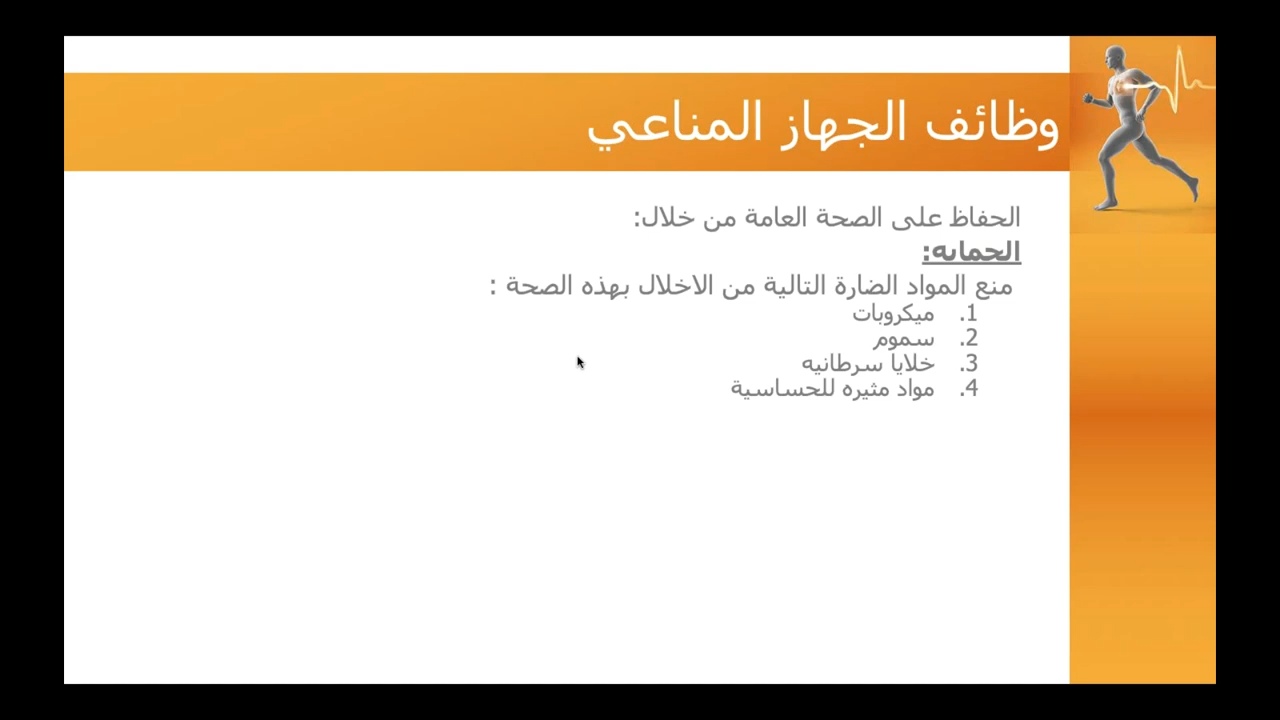 وظائف الجهاز المناعي
الحفاظ على الصحة العامة من خلال:
الحمايه:
منع المواد الضارة التالية من الاخلال بهذه الصحة :
1. ميكروبات
2. سموم
3. خلايا سرطانيه
4. مواد مثيره للحساسية